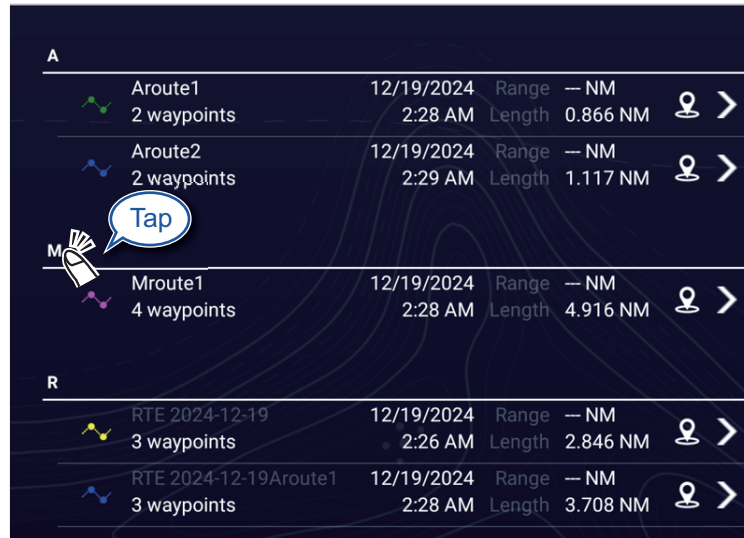 A
Aroute1 12/19/2024 Range --- NM
2 waypoints 2:28 AM Length 0.866 NM
Aroute2 12/19/2024 Range --- NM
2 waypoints 2:29 AM Length 1.117 NM
Tap
M
Mroute1 12/19/2024 Range --- NM
4 waypoints 2:28 AM Length 4.916 NM
R
RTE 2024-12-19 12/19/2024 Range --- NM
3 waypoints 2:26 AM Length 2.846 NM
RTE 2024-12-19Aroute1 12/19/2024 Range --- NM
3 waypoints 2:28 AM Length 3.708 NM